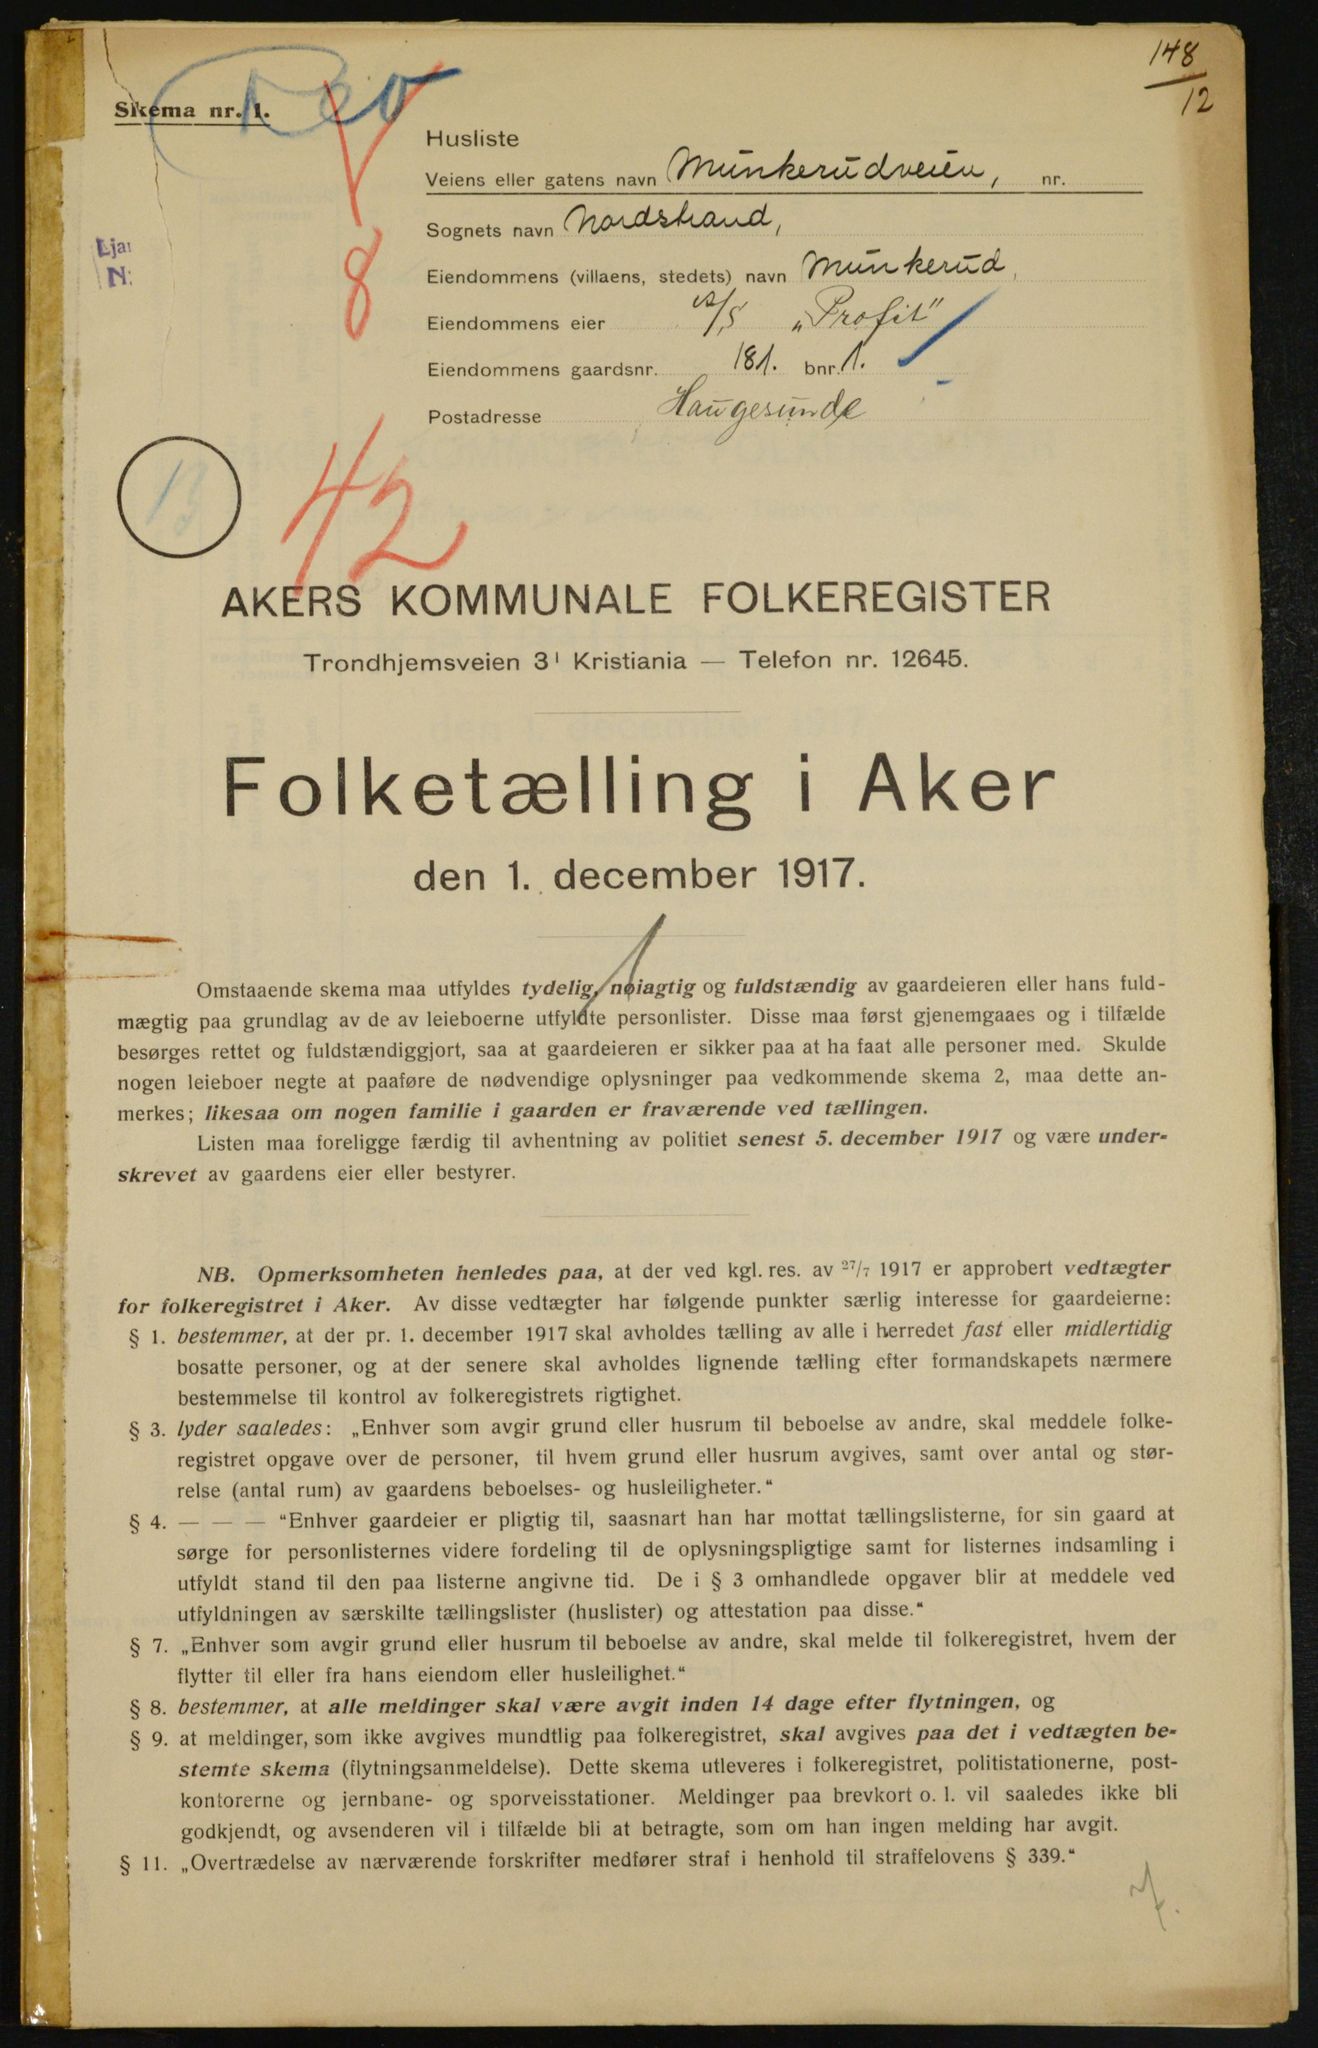 148
12
Skema nr. 1.
Husliste
Veiens eller gatens navn Munkerudveien, nr.
Sognets navn Nordstrand,
Eiendommens (villaens, stedets) navn Munkerud,
Eiendommens eier A/S „Profit"
Eiendommens gaardsnr. 181. bnr. 1.
Postadresse Haugesunde
Ljan
8
13
42
AKERS KOMMUNALE FOLKEREGISTER
Trondhjemsveien 3ᴵ Kristiania — Telefon nr. 12645.
Folketælling i Aker
den 1. december 1917.
Omstaaende skema maa utfyldes tydelig, nøiagtig og fuldstændig av gaardeieren eller hans fuld-
mægtig paa grundlag av de av leieboerne utfyldte personlister. Disse maa først gjenemgaaes og i tilfælde
besørges rettet og fuldstændiggjort, saa at gaardeieren er sikker paa at ha faat alle personer med. Skulde
nogen leieboer negte at paaføre de nødvendige oplysninger paa vedkommende skema 2, maa dette an-
merkes; likesaa om nogen familie i gaarden er fraværende ved tællingen.
Listen maa foreligge færdig til avhentning av politiet senest 5. december 1917 og være under-
skrevet av gaardens eier eller bestyrer.
NB. Opmerksomheten henledes paa, at der ved kgl. res. av 27/7 1917 er approbert vedtægter
for folkeregistret i Aker. Av disse vedtægter har følgende punkter særlig interesse for gaardeierne:
§ 1. bestemmer, at der pr. 1. december 1917 skal avholdes tælling av alle i herredet fast eller midlertidig
bosatte personer, og at der senere skal avholdes lignende tælling efter formandskapets nærmere
bestemmelse til kontrol av folkeregistrets rigtighet.
§ 3. lyder saaledes: „Enhver som avgir grund eller husrum til beboelse av andre, skal meddele folke-
registret opgave over de personer, til hvem grund eller husrum avgives, samt over antal og stør-
relse (antal rum) av gaardens beboelses- og husleiligheter.“
§ 4. — — — “Enhver gaardeier er pligtig til, saasnart han har mottat tællingslisterne, for sin gaard at
sørge for personlisternes videre fordeling til de oplysningspligtige samt for listernes indsamling i
utfyldt stand til den paa listerne angivne tid. De i § 3 omhandlede opgaver blir at meddele ved
utfyldningen av særskilte tællingslister (huslister) og attestation paa disse.“
§ 7. „Enhver som avgir grund eller husrum til beboelse av andre, skal melde til folkeregistret, hvem der
flytter til eller fra hans eiendom eller husleilighet.“
§ 8. bestemmer, at alle meldinger skal være avgit inden 14 dage efter flytningen, og
§ 9. at meldinger, som ikke avgives mundtlig paa folkeregistret, skal avgives paa det i vedtægten be-
stemte skema (flytningsanmeldelse). Dette skema utleveres i folkeregistret, politistationerne, post-
kontorerne og jernbane- og sporveisstationer. Meldinger paa brevkort o. l. vil saaledes ikke bli
godkjendt, og avsenderen vil i tilfælde bli at betragte, som om han ingen melding har avgit.
§ 11. „Overtrædelse av nærværende forskrifter medfører straf i henhold til straffelovens § 339.“